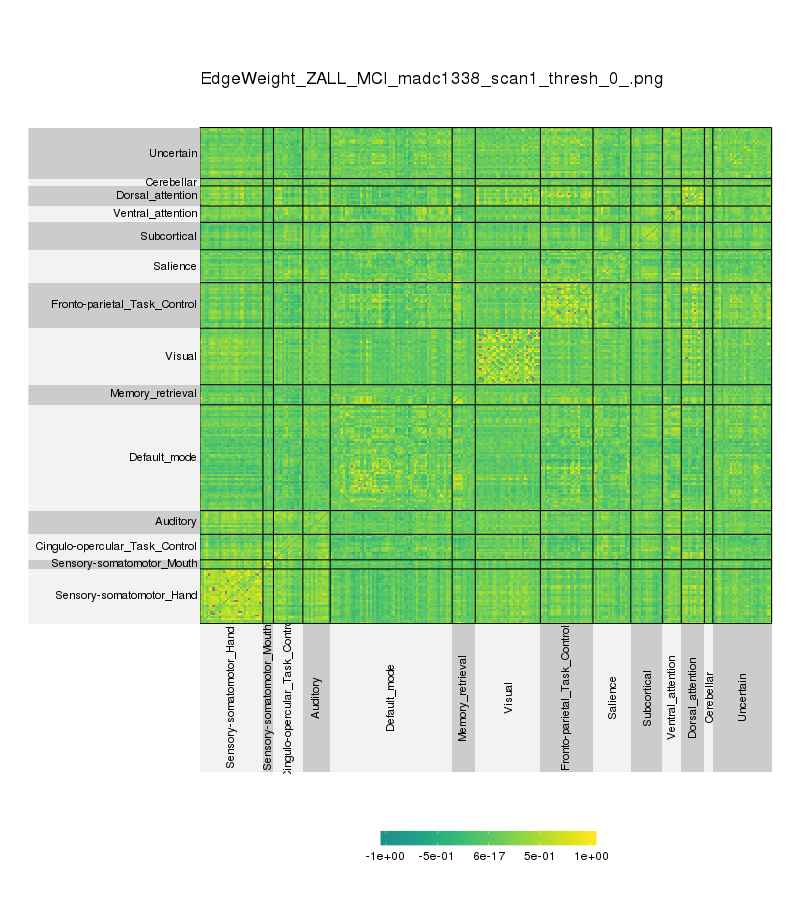 EdgeWeight_ZALL_MCI_madc1338_scan1_thresh_0_.png
Uncertain
Cerebellar
Dorsal_attention
Ventral_attention
Subcortical
Salience
Fronto-parietal_Task_Control
Visual
Memory_retrieval
Default_mode
Auditory
Cingulo-opercular_Task_Control
Sensory-somatomotor_Mouth
Sensory-somatomotor_Hand
Sensory-somatomotor_Hand
Sensory-somatomotor_Mouth
Cingulo-opercular_Task_Control
Auditory
Default_mode
Memory_retrieval
Visual
Fronto-parietal_Task_Control
Salience
Subcortical
Ventral_attention
Dorsal_attention
Cerebellar
Uncertain
-1e+00 -5e-01 6e-17 5e-01 1e+00